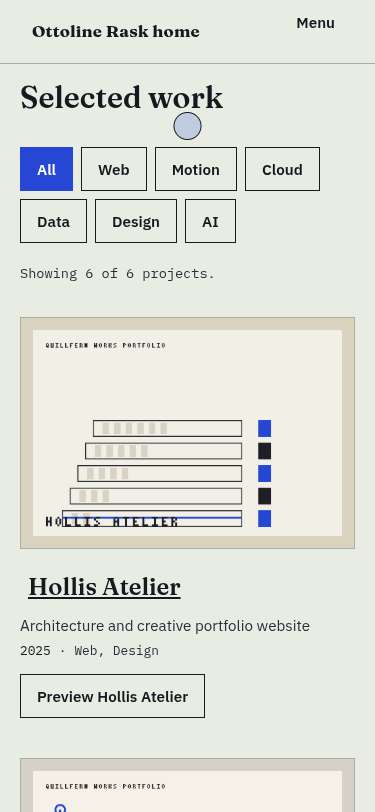 Ottoline Rask home
Menu
Selected work
All
Web
Motion
Cloud
Data
Design
AI
Showing 6 of 6 projects.
QUILLFERN WORKS PORTFOLIO
HOLLIS ATELIER
Hollis Atelier
Architecture and creative portfolio website
2025 · Web, Design
Preview Hollis Atelier
QUILLFERN WORKS PORTFOLIO